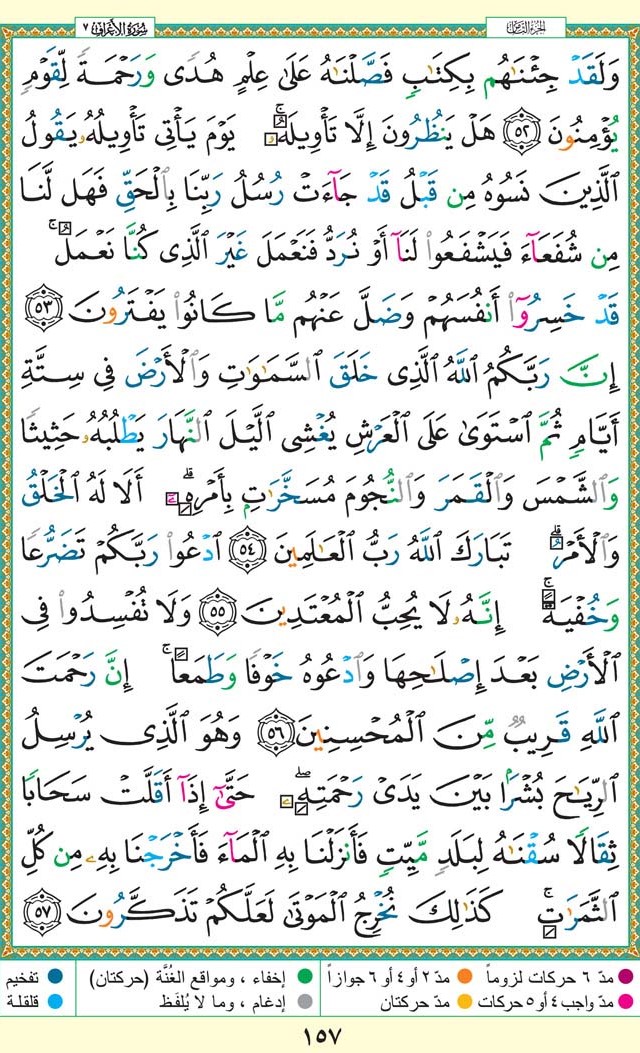 سُورَةُ الأَعۡرَافِ ٧
الجزء الثامن
وَلَقَدۡ جِئۡنَٰهُم بِكِتَٰبٖ فَصَّلۡنَٰهُ عَلَىٰ عِلۡمٍ هُدٗى وَرَحۡمَةٗ لِّقَوۡمٖ
يُؤۡمِنُونَ ٥٢ هَلۡ يَنظُرُونَ إِلَّا تَأۡوِيلَهُۥۚ يَوۡمَ يَأۡتِي تَأۡوِيلُهُۥ يَقُولُ
ٱلَّذِينَ نَسُوهُ مِن قَبۡلُ قَدۡ جَآءَتۡ رُسُلُ رَبِّنَا بِٱلۡحَقِّ فَهَل لَّنَا
مِن شُفَعَآءَ فَيَشۡفَعُواْ لَنَآ أَوۡ نُرَدُّ فَنَعۡمَلَ غَيۡرَ ٱلَّذِي كُنَّا نَعۡمَلُۚ
قَدۡ خَسِرُوٓاْ أَنفُسَهُمۡ وَضَلَّ عَنۡهُم مَّا كَانُواْ يَفۡتَرُونَ ٥٣
إِنَّ رَبَّكُمُ ٱللَّهُ ٱلَّذِي خَلَقَ ٱلسَّمَٰوَٰتِ وَٱلۡأَرۡضَ فِي سِتَّةِ
أَيَّامٖ ثُمَّ ٱسۡتَوَىٰ عَلَى ٱلۡعَرۡشِ يُغۡشِي ٱلَّيۡلَ ٱلنَّهَارَ يَطۡلُبُهُۥ حَثِيثٗا
وَٱلشَّمۡسَ وَٱلۡقَمَرَ وَٱلنُّجُومَ مُسَخَّرَٰتِۭ بِأَمۡرِهِۦٓۗ أَلَا لَهُ ٱلۡخَلۡقُ
وَٱلۡأَمۡرُۗ تَبَارَكَ ٱللَّهُ رَبُّ ٱلۡعَٰلَمِينَ ٥٤ ٱدۡعُواْ رَبَّكُمۡ تَضَرُّعٗا
وَخُفۡيَةًۚ إِنَّهُۥ لَا يُحِبُّ ٱلۡمُعۡتَدِينَ ٥٥ وَلَا تُفۡسِدُواْ فِي
ٱلۡأَرۡضِ بَعۡدَ إِصۡلَٰحِهَا وَٱدۡعُوهُ خَوۡفٗا وَطَمَعًاۚ إِنَّ رَحۡمَتَ
ٱللَّهِ قَرِيبٞ مِّنَ ٱلۡمُحۡسِنِينَ ٥٦ وَهُوَ ٱلَّذِي يُرۡسِلُ
ٱلرِّيَٰحَ بُشۡرَۢا بَيۡنَ يَدَيۡ رَحۡمَتِهِۦۖ حَتَّىٰٓ إِذَآ أَقَلَّتۡ سَحَابٗا
ثِقَالٗا سُقۡنَٰهُ لِبَلَدٖ مَّيِّتٖ فَأَنزَلۡنَا بِهِ ٱلۡمَآءَ فَأَخۡرَجۡنَا بِهِۦ مِن كُلِّ
ٱلثَّمَرَٰتِۚ كَذَٰلِكَ نُخۡرِجُ ٱلۡمَوۡتَىٰ لَعَلَّكُمۡ تَذَكَّرُونَ ٥٧
مدّ ٦ حركات لزوماً مدّ ٢ أو ٤ أو ٦ جوازاً إخفاء ، ومواقع الغُنَّة (حركتان) تفخيم
مدّ واجب ٤ أو ٥ حركات مدّ حركتان إدغام ، وما لا يُلفَظ قلقلة
١٥٧